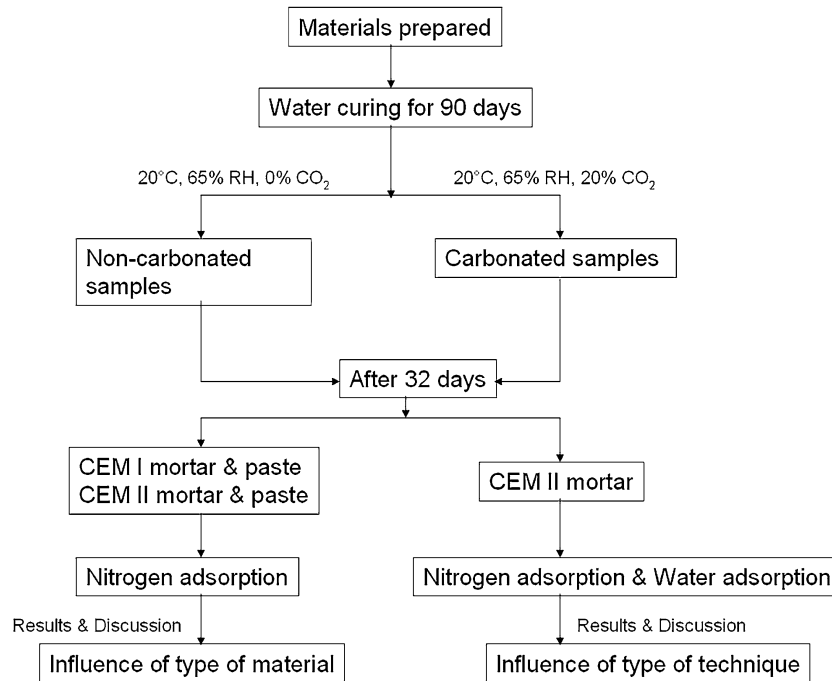 Materials prepared
Water curing for 90 days
20°C, 65% RH, 0% CO₂
20°C, 65% RH, 20% CO₂
Non-carbonated
samples
Carbonated samples
After 32 days
CEM I mortar & paste
CEM II mortar & paste
CEM II mortar
Nitrogen adsorption
Nitrogen adsorption & Water adsorption
Results & Discussion
Results & Discussion
Influence of type of material
Influence of type of technique